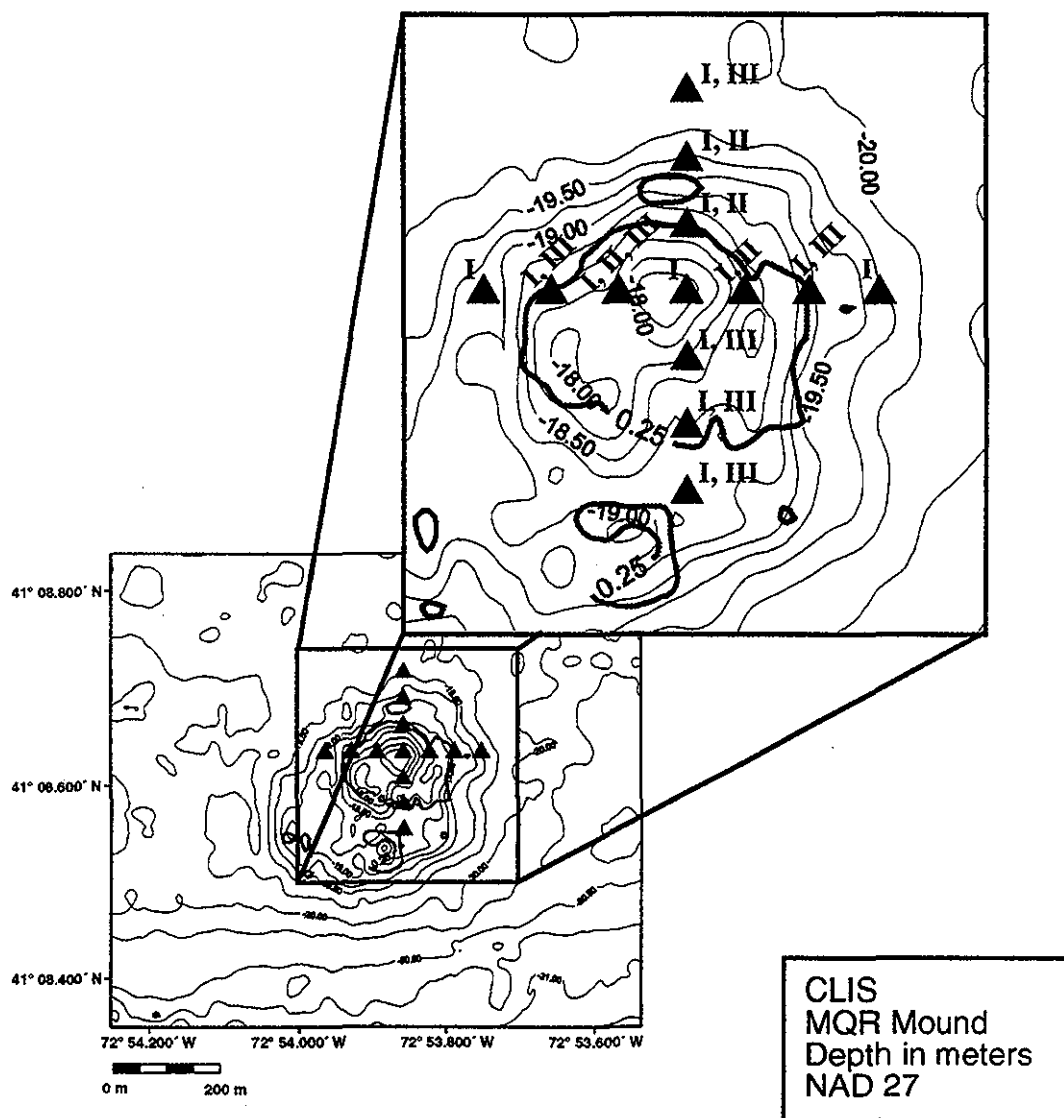 I, III
I, II
-20.00
-19.50
I, II
-19.00
I
I, III
I, II, III
I
I, II
I, III
I
-18.00
I, III
-18.00
-19.50
I, III
0.25
-18.50
I, III
-19.00
0.25
41° 08.800´ N
41° 08.600´ N
41° 08.400´ N
72° 54.200´ W
72° 54.000´ W
72° 53.800´ W
72° 53.600´ W
0 m
200 m
CLIS
MQR Mound
Depth in meters
NAD 27